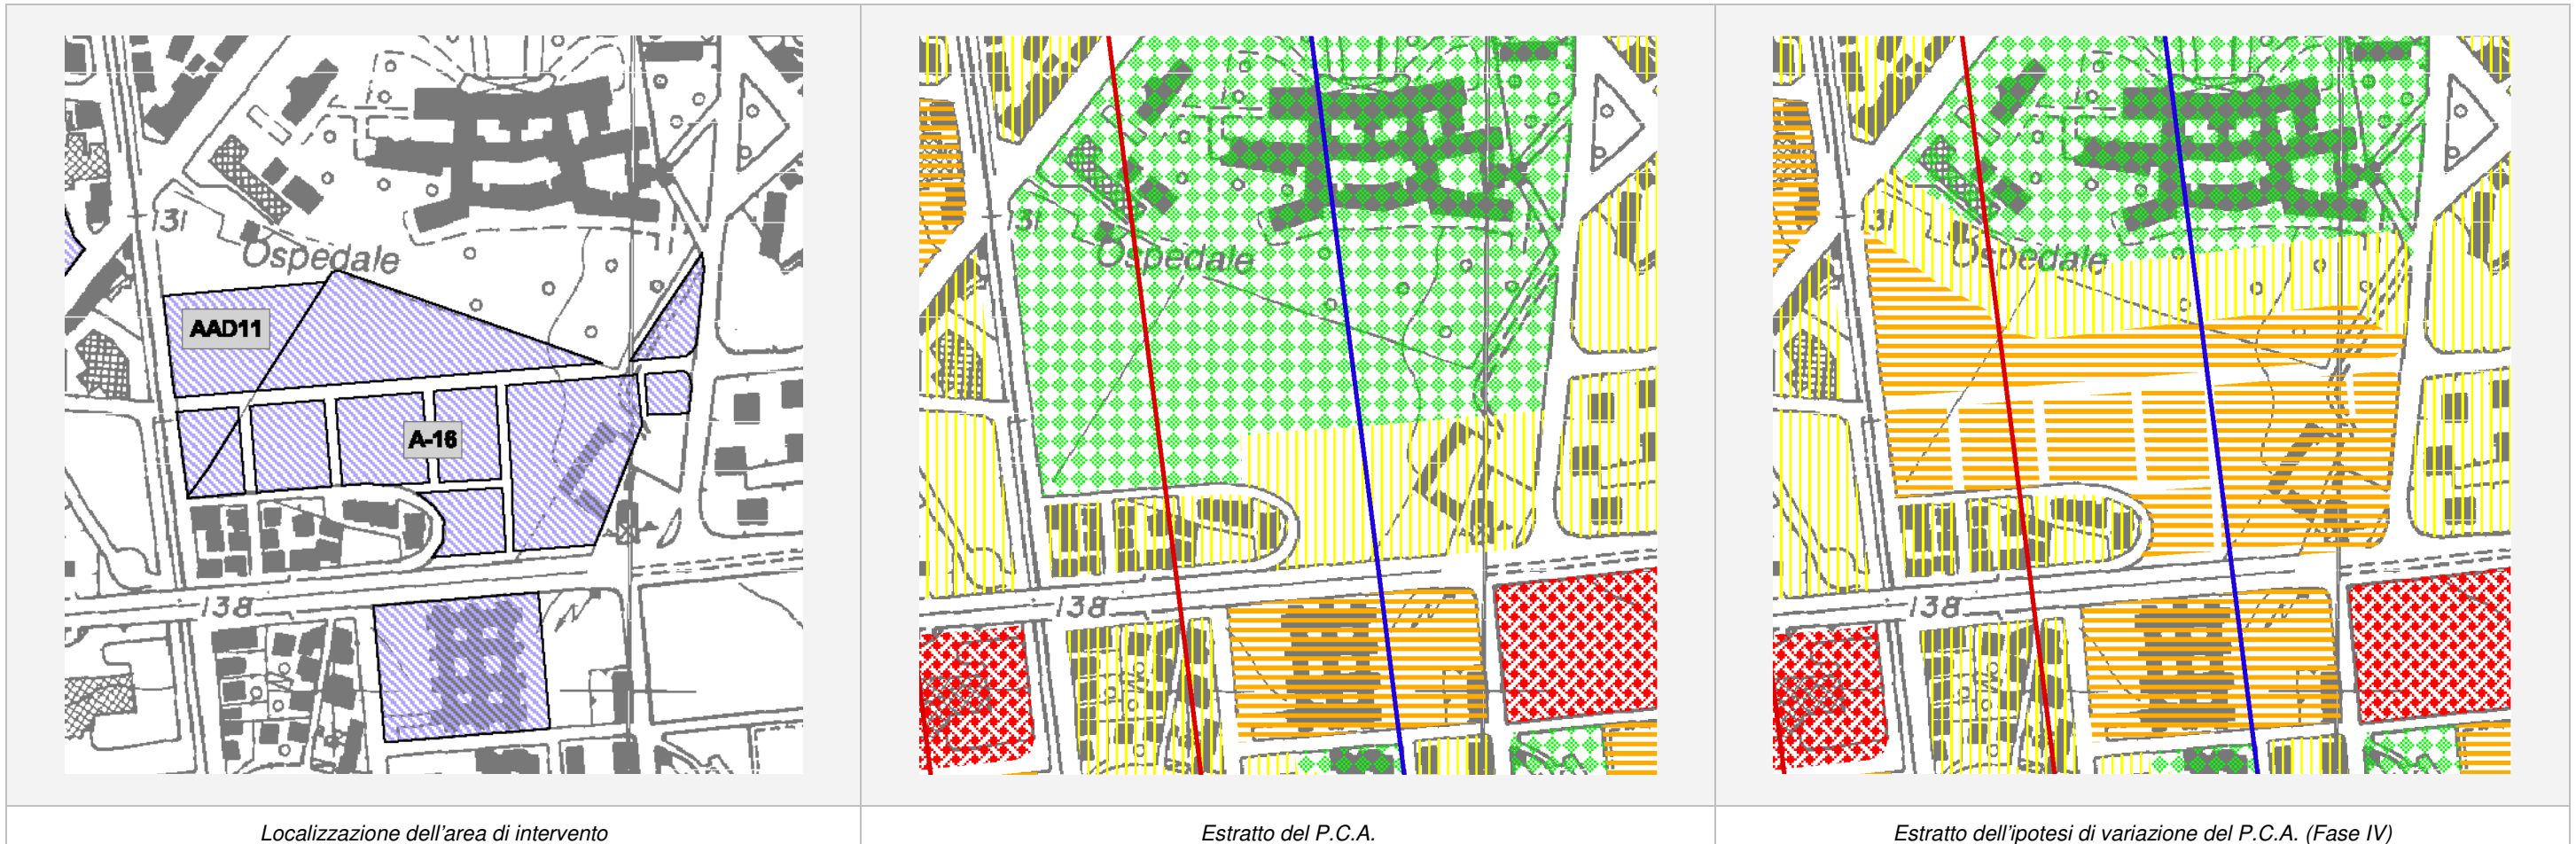 131
Ospedale
AAD11
A-16
138
131
Ospedale
138
131
Ospedale
138
Localizzazione dell'area di intervento
Estratto del P.C.A.
Estratto dell'ipotesi di variazione del P.C.A. (Fase IV)